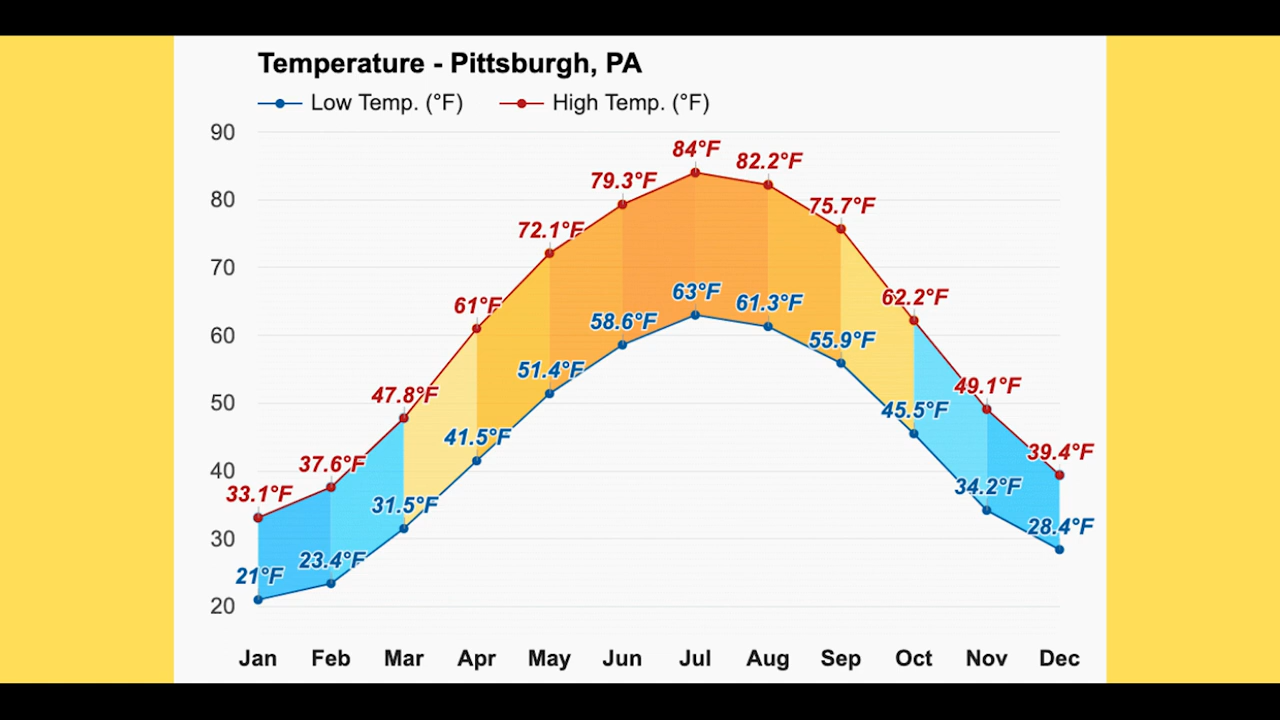 Temperature - Pittsburgh, PA
Low Temp. (°F) High Temp. (°F)
90
84°F
82.2°F
79.3°F
80
75.7°F
72.1°F
70
63°F
61.3°F
62.2°F
61°F
58.6°F
60
55.9°F
51.4°F
50
49.1°F
47.8°F
45.5°F
41.5°F
40
39.4°F
37.6°F
33.1°F
34.2°F
31.5°F
30
28.4°F
23.4°F
21°F
20
Jan Feb Mar Apr May Jun Jul Aug Sep Oct Nov Dec